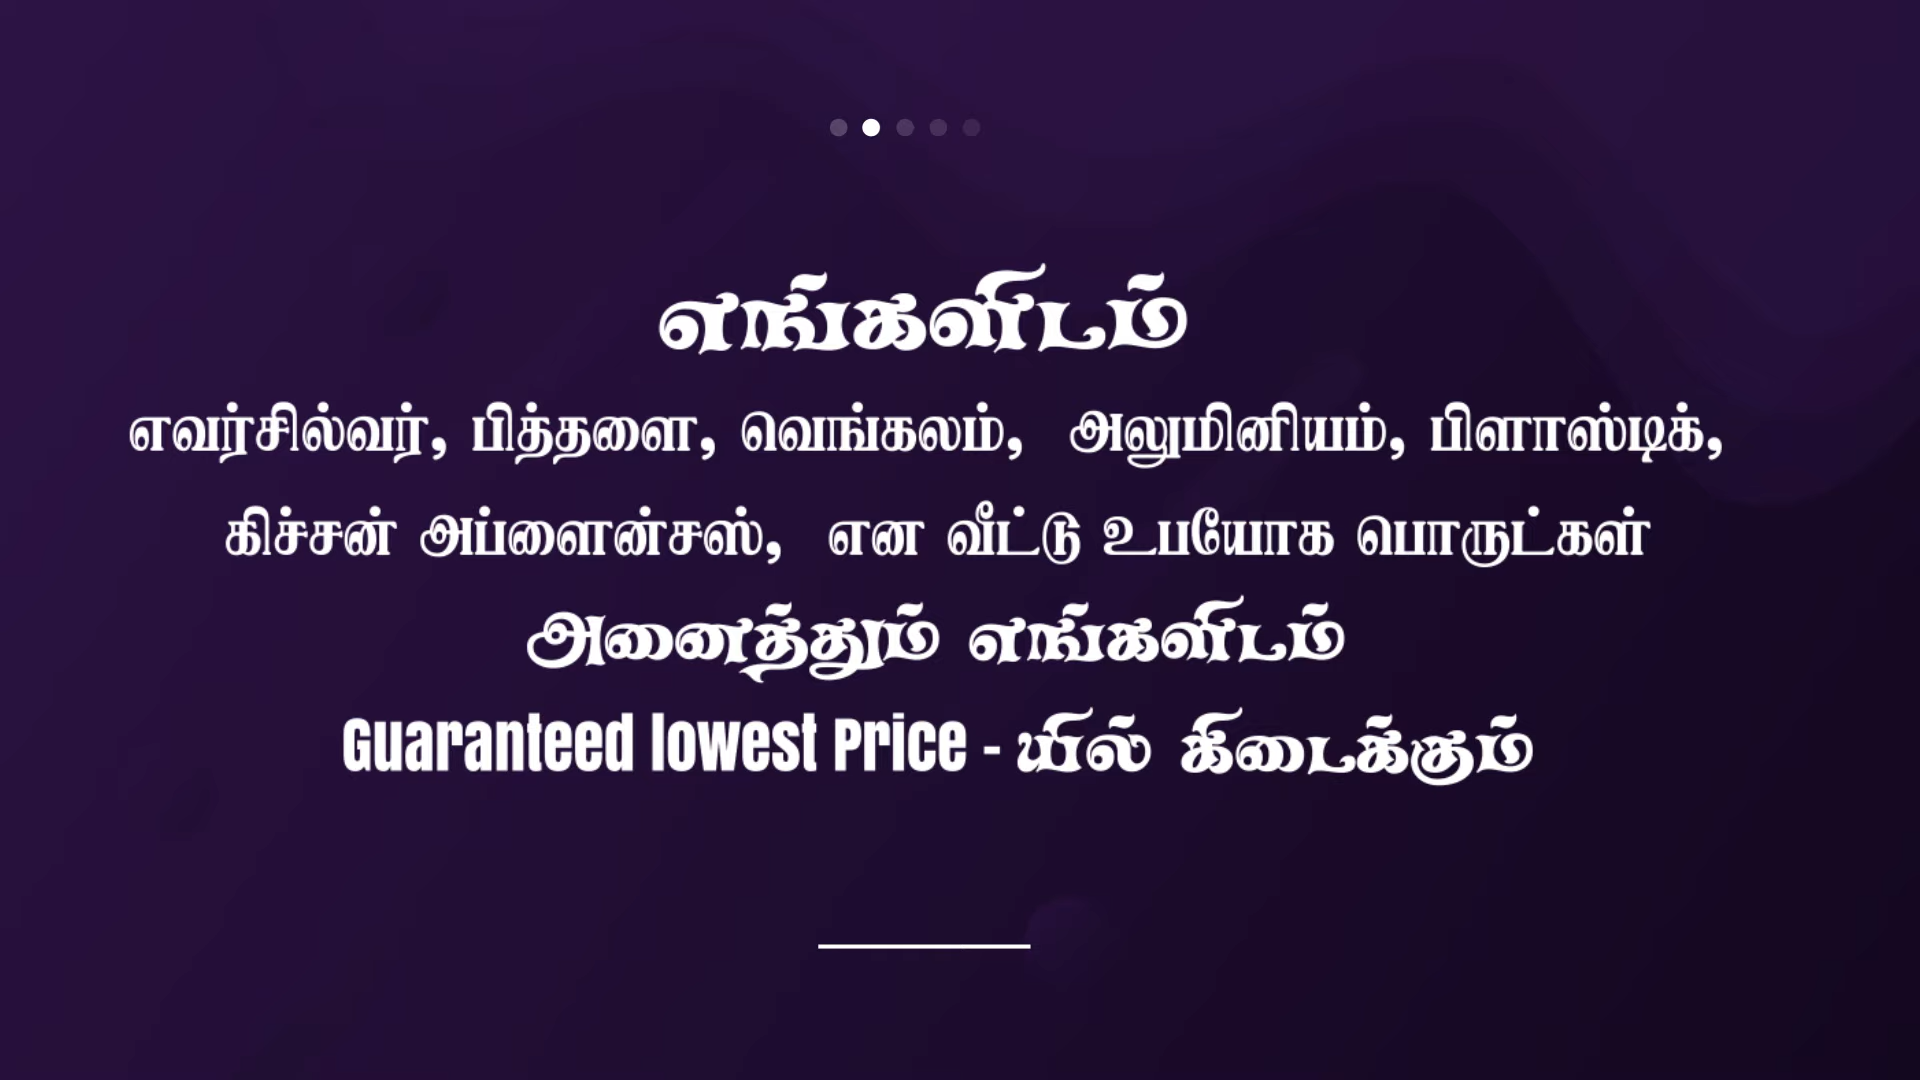 எங்களிடம்
எவர்சில்வர், பித்தளை, வெங்கலம், அலுமினியம், பிளாஸ்டிக்,
கிச்சன் அப்ளைன்சஸ், என வீட்டு உபயோக பொருட்கள்
அனைத்தும் எங்களிடம்
Guaranteed lowest Price - யில் கிடைக்கும்